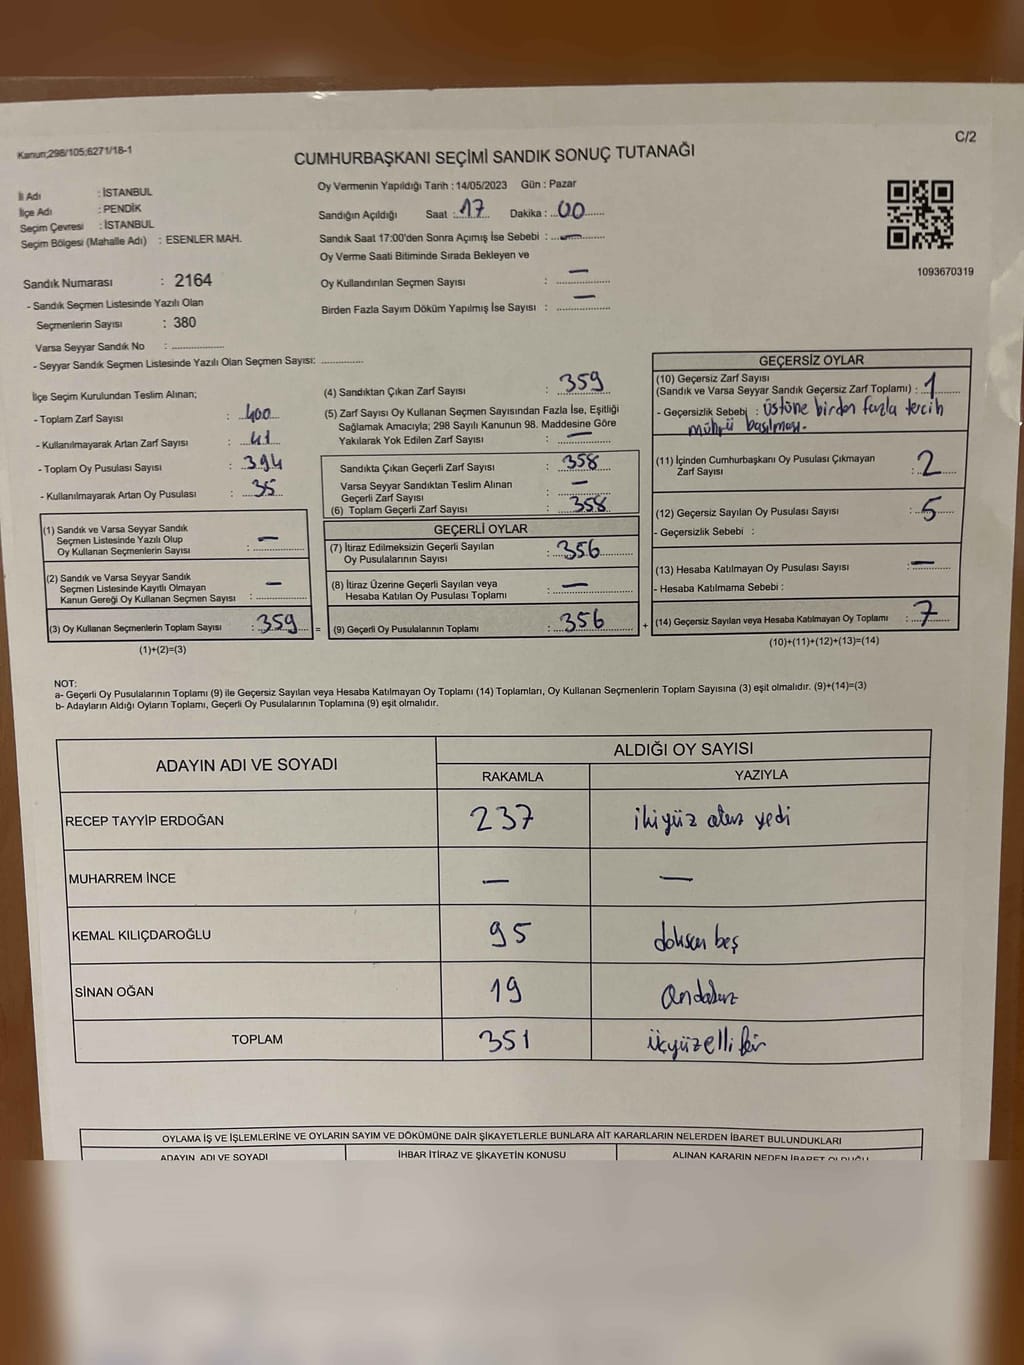 Kanun;298/105;6271/18-1
C/2
CUMHURBAŞKANI SEÇİMİ SANDIK SONUÇ TUTANAĞI
İl Adı : İSTANBUL
İlçe Adı : PENDİK
Seçim Çevresi : İSTANBUL
Seçim Bölgesi (Mahalle Adı) : ESENLER MAH.
Oy Vermenin Yapıldığı Tarih : 14/05/2023 Gün : Pazar
Sandığın Açıldığı Saat : 17 Dakika : 00
Sandık Saat 17:00'den Sonra Açımış İse Sebebi : —
Oy Verme Saati Bitiminde Sırada Bekleyen ve
Oy Kullandırılan Seçmen Sayısı : —
Birden Fazla Sayım Döküm Yapılmış İse Sayısı : —
1093670319
Sandık Numarası : 2164
- Sandık Seçmen Listesinde Yazılı Olan
Seçmenlerin Sayısı : 380
Varsa Seyyar Sandık No :
- Seyyar Sandık Seçmen Listesinde Yazılı Olan Seçmen Sayısı:
İlçe Seçim Kurulundan Teslim Alınan;
- Toplam Zarf Sayısı : 400
- Kullanılmayarak Artan Zarf Sayısı : 41
- Toplam Oy Pusulası Sayısı : 394
- Kullanılmayarak Artan Oy Pusulası : 35
(1) Sandık ve Varsa Seyyar Sandık
Seçmen Listesinde Yazılı Olup
Oy Kullanan Seçmenlerin Sayısı : —
(2) Sandık ve Varsa Seyyar Sandık
Seçmen Listesinde Kayıtlı Olmayan
Kanun Gereği Oy Kullanan Seçmen Sayısı : —
(3) Oy Kullanan Seçmenlerin Toplam Sayısı : 359 =
(1)+(2)=(3)
(4) Sandıktan Çıkan Zarf Sayısı : 359
(5) Zarf Sayısı Oy Kullanan Seçmen Sayısından Fazla İse, Eşitliği
Sağlamak Amacıyla; 298 Sayılı Kanunun 98. Maddesine Göre
Yakılarak Yok Edilen Zarf Sayısı : —
Sandıkta Çıkan Geçerli Zarf Sayısı : 358
Varsa Seyyar Sandıktan Teslim Alınan
Geçerli Zarf Sayısı : —
(6) Toplam Geçerli Zarf Sayısı : 358
GEÇERLİ OYLAR
(7) İtiraz Edilmeksizin Geçerli Sayılan
Oy Pusulalarının Sayısı : 356
(8) İtiraz Üzerine Geçerli Sayılan veya
Hesaba Katılan Oy Pusulası Toplamı : —
(9) Geçerli Oy Pusulalarının Toplamı : 356 +
GEÇERSİZ OYLAR
(10) Geçersiz Zarf Sayısı
(Sandık ve Varsa Seyyar Sandık Geçersiz Zarf Toplamı) : 1
- Geçersizlik Sebebi : üstüne birden fazla tercih
mührü basılması.
(11) İçinden Cumhurbaşkanı Oy Pusulası Çıkmayan
Zarf Sayısı : 2
(12) Geçersiz Sayılan Oy Pusulası Sayısı : 5
- Geçersizlik Sebebi :
(13) Hesaba Katılmayan Oy Pusulası Sayısı : —
- Hesaba Katılmama Sebebi :
(14) Geçersiz Sayılan veya Hesaba Katılmayan Oy Toplamı : 7
(10)+(11)+(12)+(13)=(14)
NOT:
a- Geçerli Oy Pusulalarının Toplamı (9) ile Geçersiz Sayılan veya Hesaba Katılmayan Oy Toplamı (14) Toplamları, Oy Kullanan Seçmenlerin Toplam Sayısına (3) eşit olmalıdır. (9)+(14)=(3)
b- Adayların Aldığı Oyların Toplamı, Geçerli Oy Pusulalarının Toplamına (9) eşit olmalıdır.
ADAYIN ADI VE SOYADI ALDIĞI OY SAYISI
RAKAMLA YAZIYLA
RECEP TAYYİP ERDOĞAN 237 ikiyüz otuz yedi
MUHARREM İNCE — —
KEMAL KILIÇDAROĞLU 95 doksan beş
SİNAN OĞAN 19 Ondokuz
TOPLAM 351 üçyüzelli bir
OYLAMA İŞ VE İŞLEMLERİNE VE OYLARIN SAYIM VE DÖKÜMÜNE DAİR ŞİKAYETLERLE BUNLARA AİT KARARLARIN NELERDEN İBARET BULUNDUKLARI
ADAYIN ADI VE SOYADI İHBAR İTİRAZ VE ŞİKAYETİN KONUSU ALINAN KARARIN NEDEN İBARET OLDUĞU